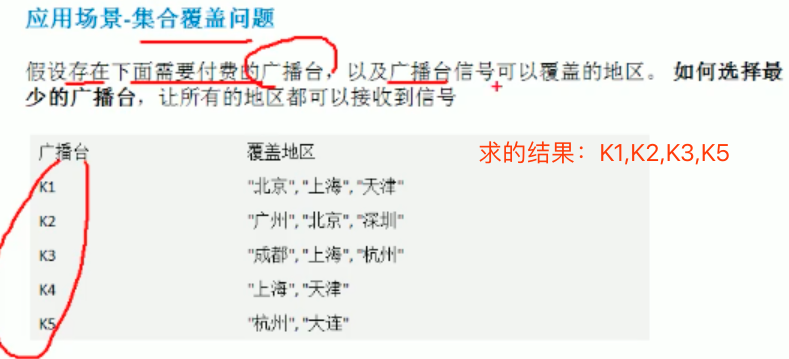 应用场景-集合覆盖问题
假设存在下面需要付费的广播台，以及广播台信号可以覆盖的地区。 如何选择最
少的广播台，让所有的地区都可以接收到信号
广播台 覆盖地区 求的结果：K1,K2,K3,K5
K1 "北京", "上海", "天津"
K2 "广州", "北京", "深圳"
K3 "成都", "上海", "杭州"
K4 "上海", "天津"
K5 "杭州", "大连"